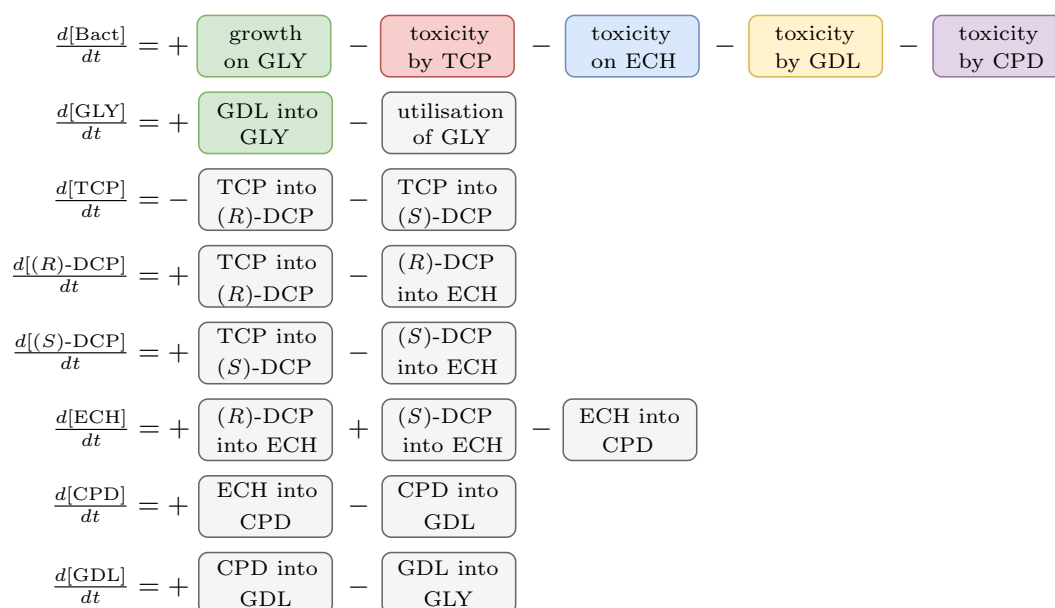 d[Bact]/dt = + growth on GLY − toxicity by TCP − toxicity on ECH − toxicity by GDL − toxicity by CPD
d[GLY]/dt = + GDL into GLY − utilisation of GLY
d[TCP]/dt = − TCP into (R)-DCP − TCP into (S)-DCP
d[(R)-DCP]/dt = + TCP into (R)-DCP − (R)-DCP into ECH
d[(S)-DCP]/dt = + TCP into (S)-DCP − (S)-DCP into ECH
d[ECH]/dt = + (R)-DCP into ECH + (S)-DCP into ECH − ECH into CPD
d[CPD]/dt = + ECH into CPD − CPD into GDL
d[GDL]/dt = + CPD into GDL − GDL into GLY